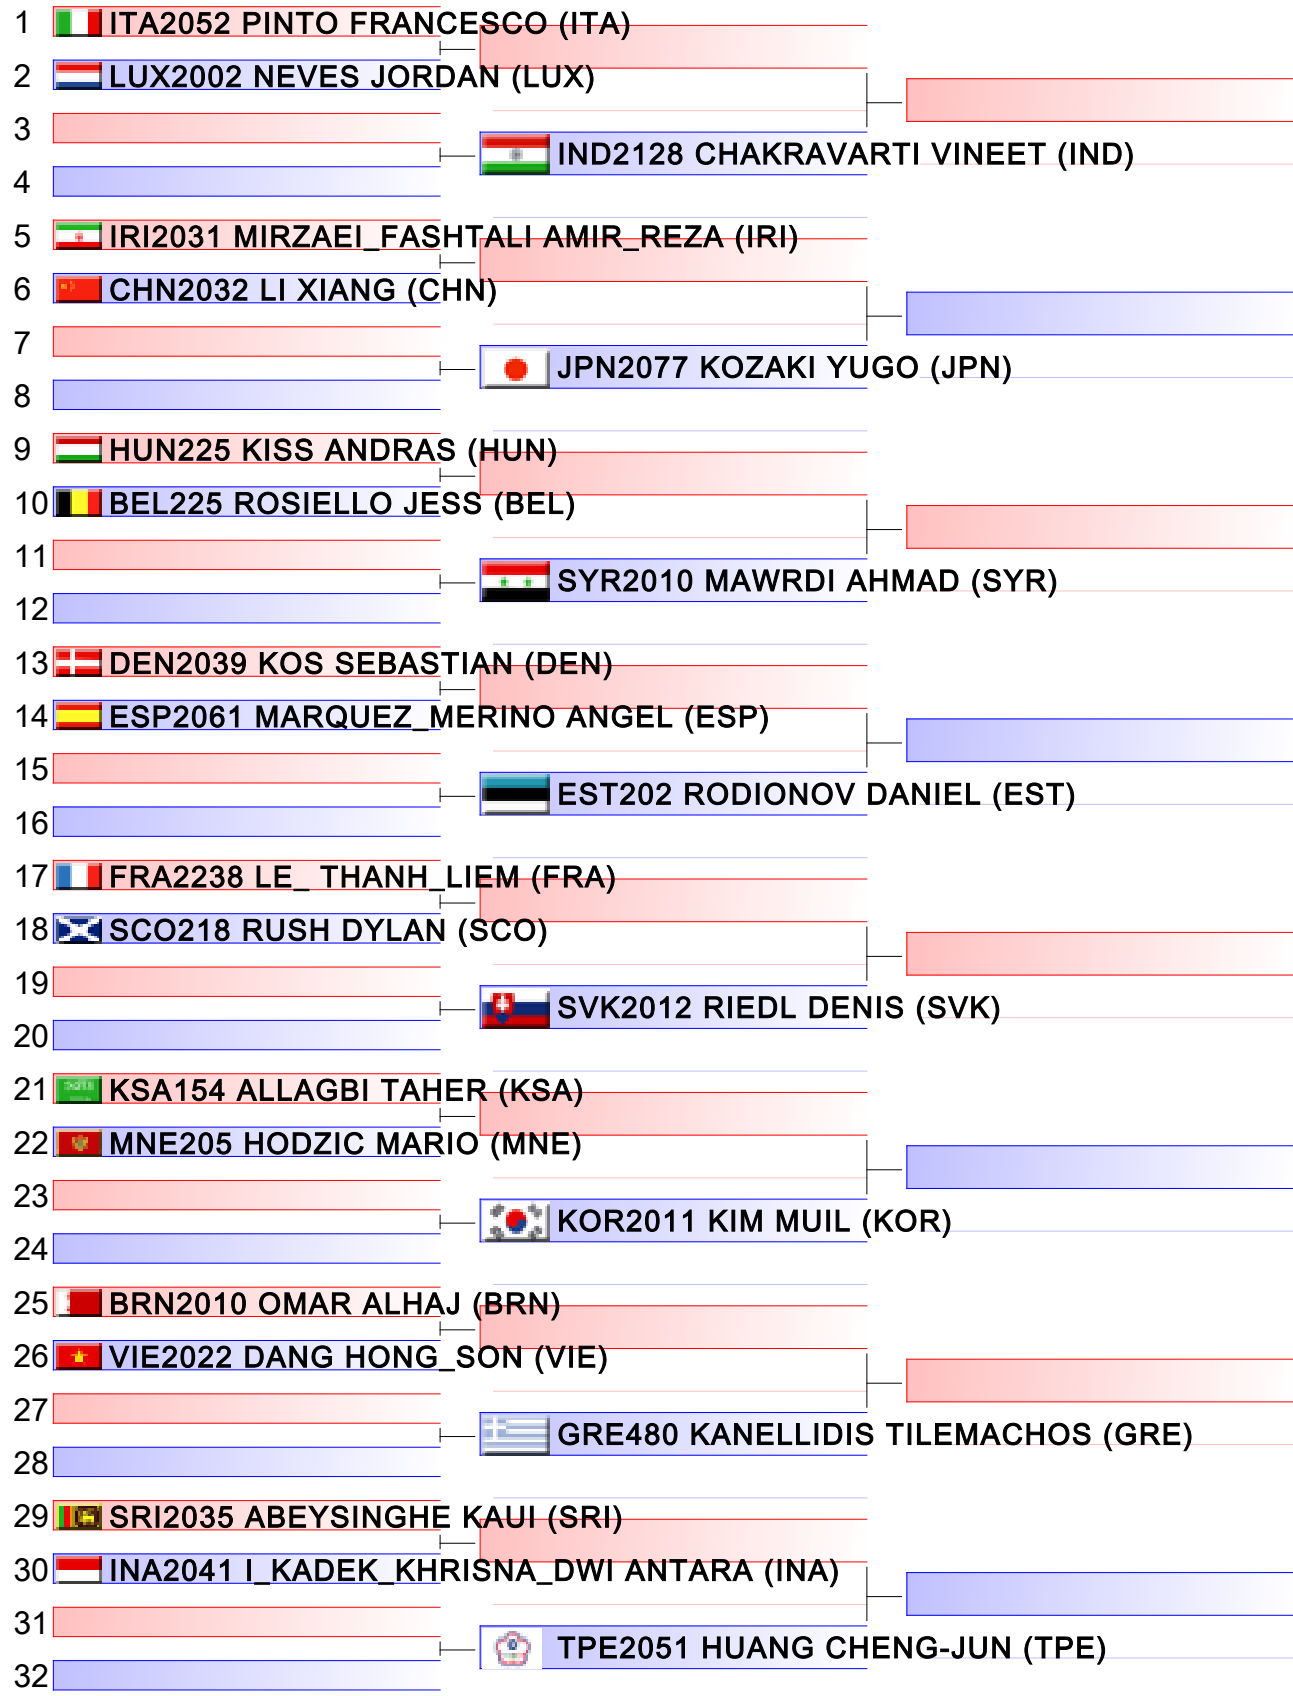 1 ITA2052 PINTO FRANCESCO (ITA)
2 LUX2002 NEVES JORDAN (LUX)
3
IND2128 CHAKRAVARTI VINEET (IND)
4
5 IRI2031 MIRZAEI_FASHTALI AMIR_REZA (IRI)
6 CHN2032 LI XIANG (CHN)
7
JPN2077 KOZAKI YUGO (JPN)
8
9 HUN225 KISS ANDRAS (HUN)
10 BEL225 ROSIELLO JESS (BEL)
11
SYR2010 MAWRDI AHMAD (SYR)
12
13 DEN2039 KOS SEBASTIAN (DEN)
14 ESP2061 MARQUEZ_MERINO ANGEL (ESP)
15
EST202 RODIONOV DANIEL (EST)
16
17 FRA2238 LE_ THANH_LIEM (FRA)
18 SCO218 RUSH DYLAN (SCO)
19
SVK2012 RIEDL DENIS (SVK)
20
21 KSA154 ALLAGBI TAHER (KSA)
22 MNE205 HODZIC MARIO (MNE)
23
KOR2011 KIM MUIL (KOR)
24
25 BRN2010 OMAR ALHAJ (BRN)
26 VIE2022 DANG HONG_SON (VIE)
27
GRE480 KANELLIDIS TILEMACHOS (GRE)
28
29 SRI2035 ABEYSINGHE KAUI (SRI)
30 INA2041 I_KADEK_KHRISNA_DWI ANTARA (INA)
31
TPE2051 HUANG CHENG-JUN (TPE)
32